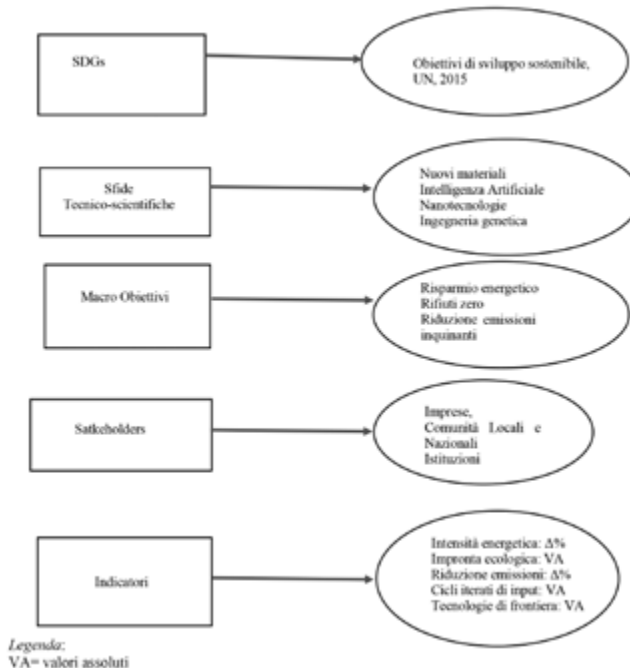 SDGs
Obiettivi di sviluppo sostenibile,
UN, 2015
Sfide
Tecnico-scientifiche
Nuovi materiali
Intelligenza Artificiale
Nanotecnologie
Ingegneria genetica
Macro Obiettivi
Risparmio energetico
Rifiuti zero
Riduzione emissioni
inquinanti
Satkeholders
Imprese,
Comunità Locali e
Nazionali
Istituzioni
Indicatori
Intensità energetica: Δ%
Impronta ecologica: VA
Riduzione emissioni: Δ%
Cicli iterati di input: VA
Tecnologie di frontiera: VA
Legenda:
VA= valori assoluti